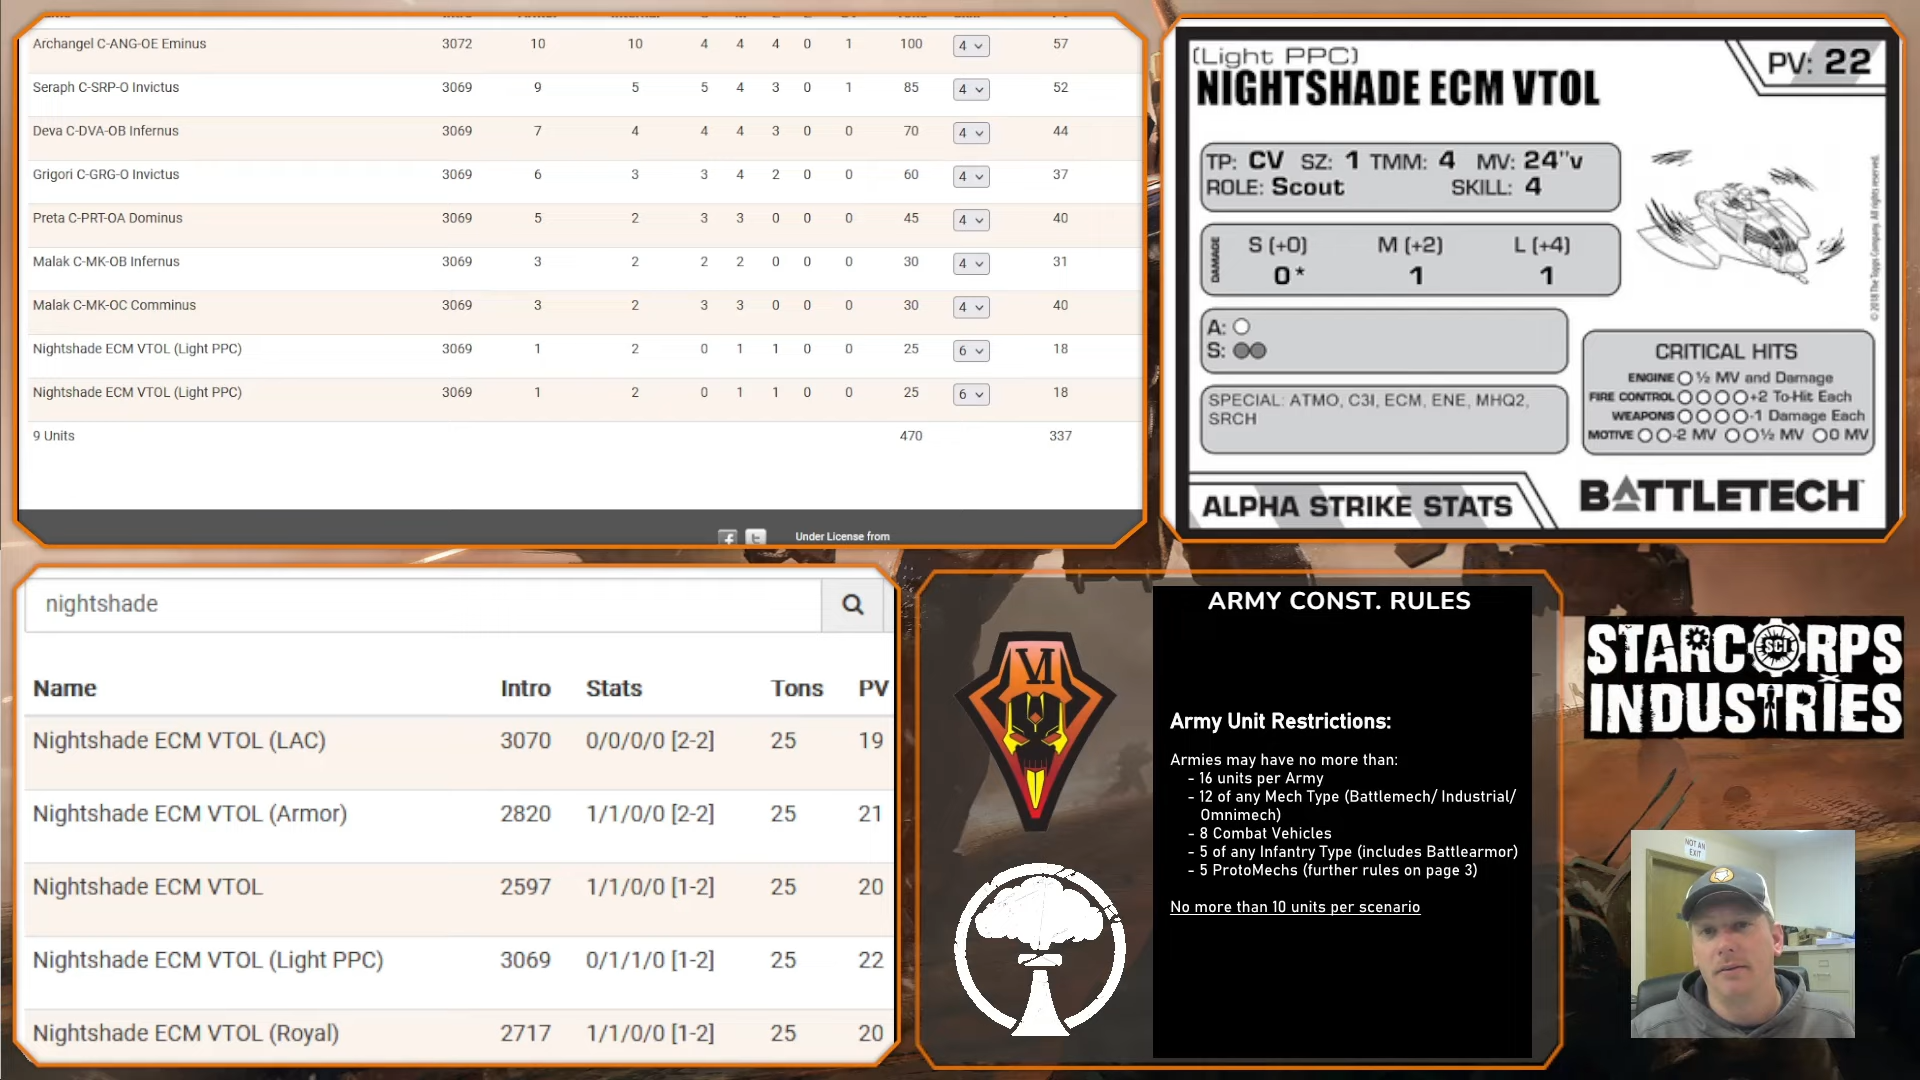 Archangel C-ANG-OE Eminus 3072 10 10 4 4 4 0 1 100 4 57
Seraph C-SRP-O Invictus 3069 9 5 5 4 3 0 1 85 4 52
Deva C-DVA-OB Infernus 3069 7 4 4 4 3 0 0 70 4 44
Grigori C-GRG-O Invictus 3069 6 3 3 4 2 0 0 60 4 37
Preta C-PRT-OA Dominus 3069 5 2 3 3 0 0 0 45 4 40
Malak C-MK-OB Infernus 3069 3 2 2 2 0 0 0 30 4 31
Malak C-MK-OC Comminus 3069 3 2 3 3 0 0 0 30 4 40
Nightshade ECM VTOL (Light PPC) 3069 1 2 0 1 1 0 0 25 6 18
Nightshade ECM VTOL (Light PPC) 3069 1 2 0 1 1 0 0 25 6 18
9 Units 470 337
Under License from
(Light PPC)
NIGHTSHADE ECM VTOL
PV: 22
TP: CV SZ: 1 TMM: 4 MV: 24"v
ROLE: Scout SKILL: 4
DAMAGE
S (+0) M (+2) L (+4)
0* 1 1
A:
S:
SPECIAL: ATMO, C3I, ECM, ENE, MHQ2,
SRCH
© 2018 The Topps Company. All rights reserved.
CRITICAL HITS
ENGINE ½ MV and Damage
FIRE CONTROL +2 To-Hit Each
WEAPONS -1 Damage Each
MOTIVE -2 MV ½ MV 0 MV
ALPHA STRIKE STATS
BATTLETECH
nightshade
Name Intro Stats Tons PV
Nightshade ECM VTOL (LAC) 3070 0/0/0/0 [2-2] 25 19
Nightshade ECM VTOL (Armor) 2820 1/1/0/0 [2-2] 25 21
Nightshade ECM VTOL 2597 1/1/0/0 [1-2] 25 20
Nightshade ECM VTOL (Light PPC) 3069 0/1/1/0 [1-2] 25 22
Nightshade ECM VTOL (Royal) 2717 1/1/0/0 [1-2] 25 20
VI
ARMY CONST. RULES
Army Unit Restrictions:
Armies may have no more than:
- 16 units per Army
- 12 of any Mech Type (Battlemech/ Industrial/
Omnimech)
- 8 Combat Vehicles
- 5 of any Infantry Type (includes Battlearmor)
- 5 ProtoMechs (further rules on page 3)
No more than 10 units per scenario
STARCORPS
SCI
INDUSTRIES
NOT AN
EXIT